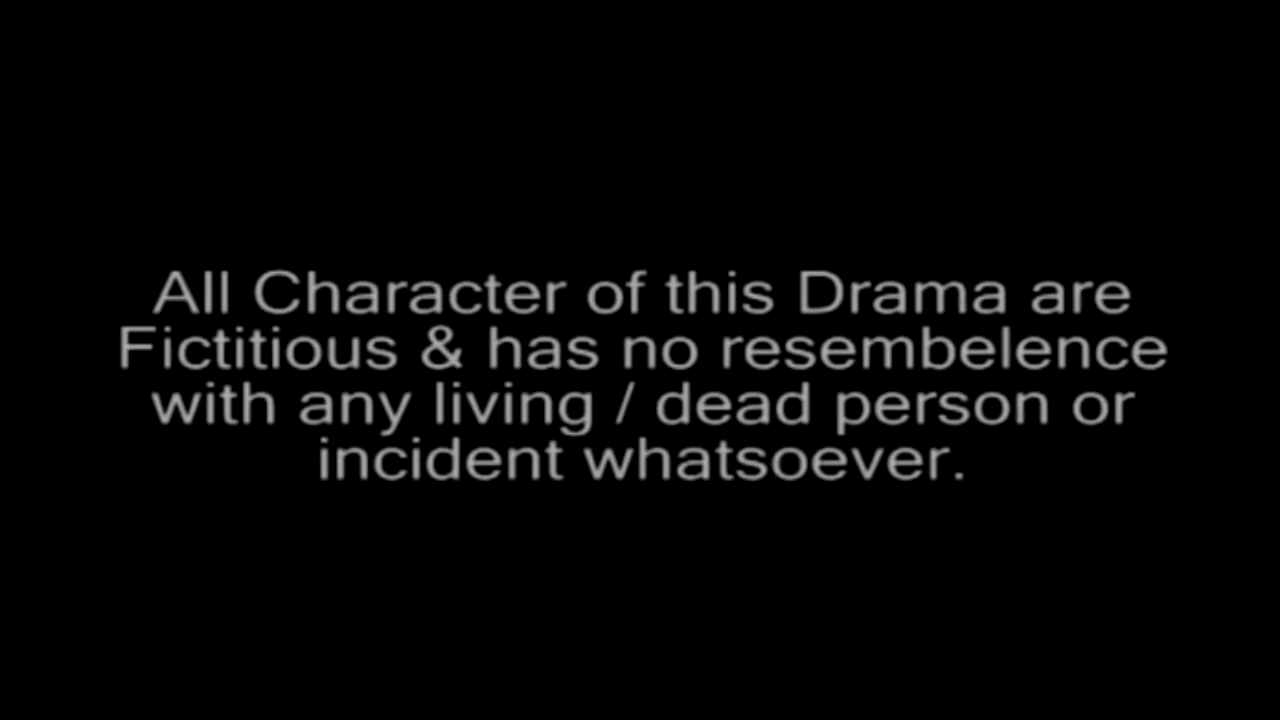 All Character of this Drama are
Fictitious & has no resembelence
with any living / dead person or
incident whatsoever.